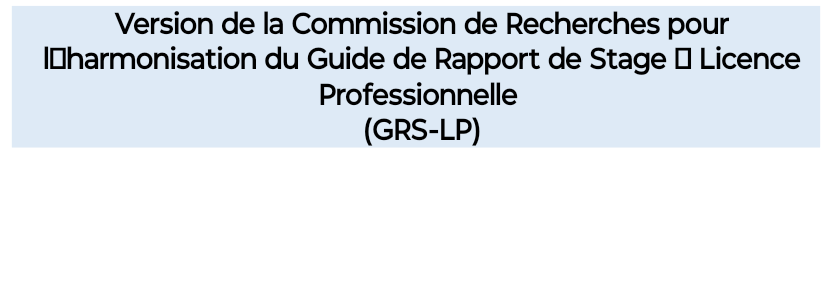 Version de la Commission de Recherches pour
l▯harmonisation du Guide de Rapport de Stage ▯ Licence
Professionnelle
(GRS-LP)